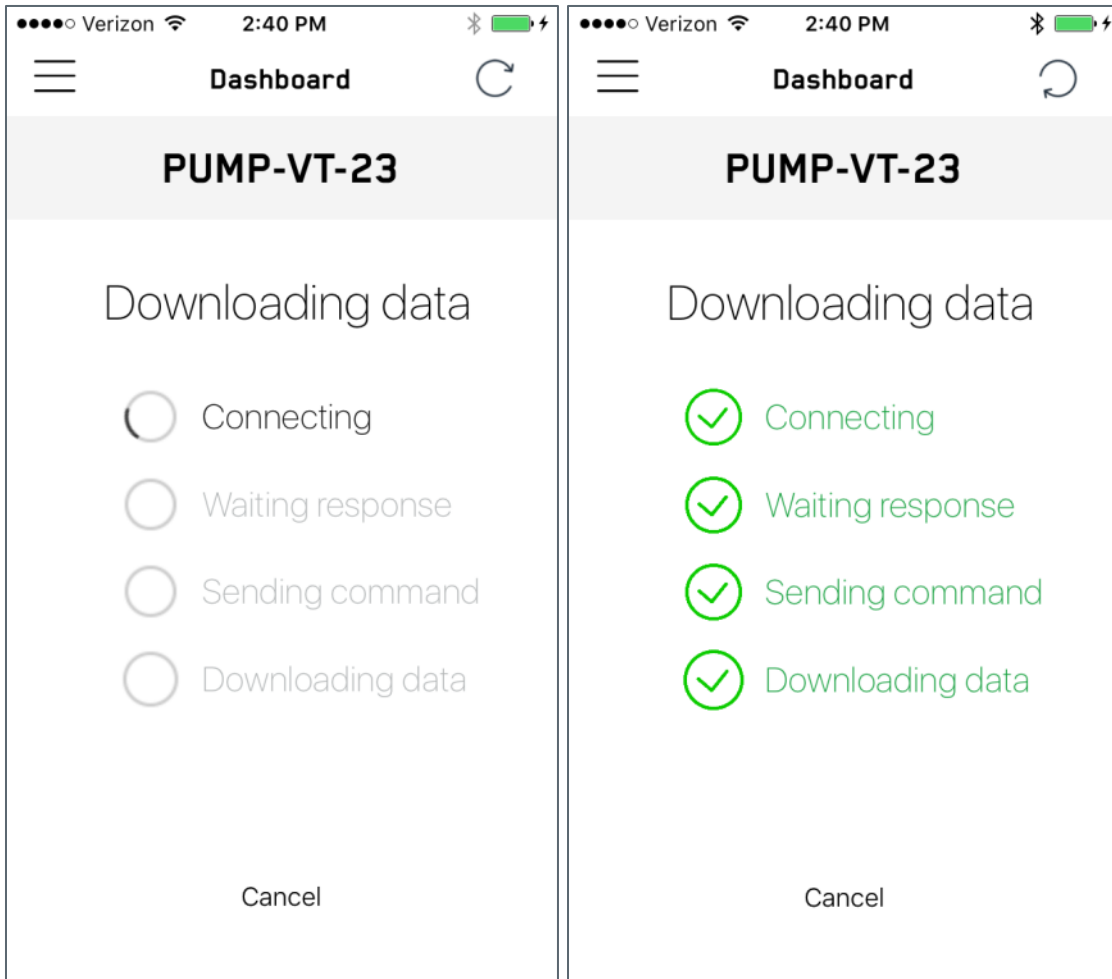 Verizon 2:40 PM
Dashboard
PUMP-VT-23
Downloading data
Connecting
Waiting response
Sending command
Downloading data
Cancel
Verizon 2:40 PM
Dashboard
PUMP-VT-23
Downloading data
Connecting
Waiting response
Sending command
Downloading data
Cancel